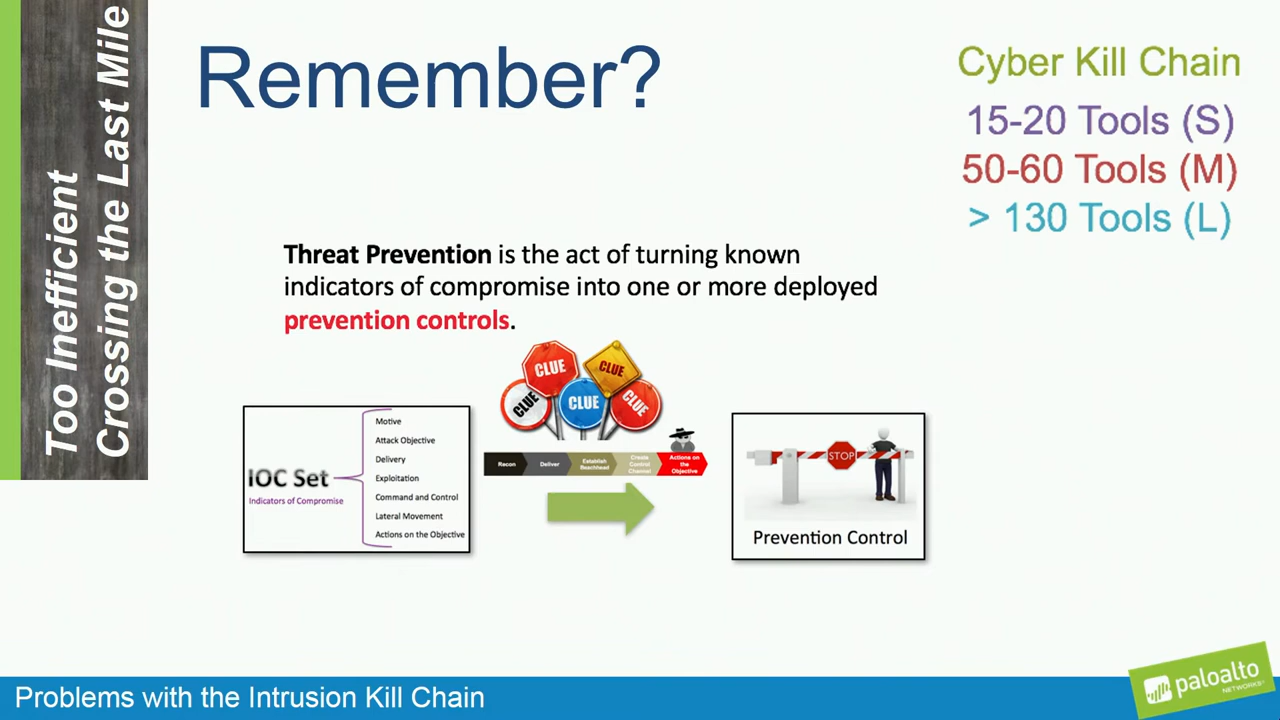 Too Inefficient
Crossing the Last Mile
Remember?
Cyber Kill Chain
15-20 Tools (S)
50-60 Tools (M)
> 130 Tools (L)
Threat Prevention is the act of turning known
indicators of compromise into one or more deployed
prevention controls.
CLUE
CLUE
CLUE
CLUE
CLUE
IOC Set
Indicators of Compromise
Motive
Attack Objective
Delivery
Exploitation
Command and Control
Lateral Movement
Actions on the Objective
Recon
Deliver
Establish
Beachhead
Create
Control
Channel
Actions on
the
Objective
STOP
Prevention Control
Problems with the Intrusion Kill Chain
paloalto
NETWORKS